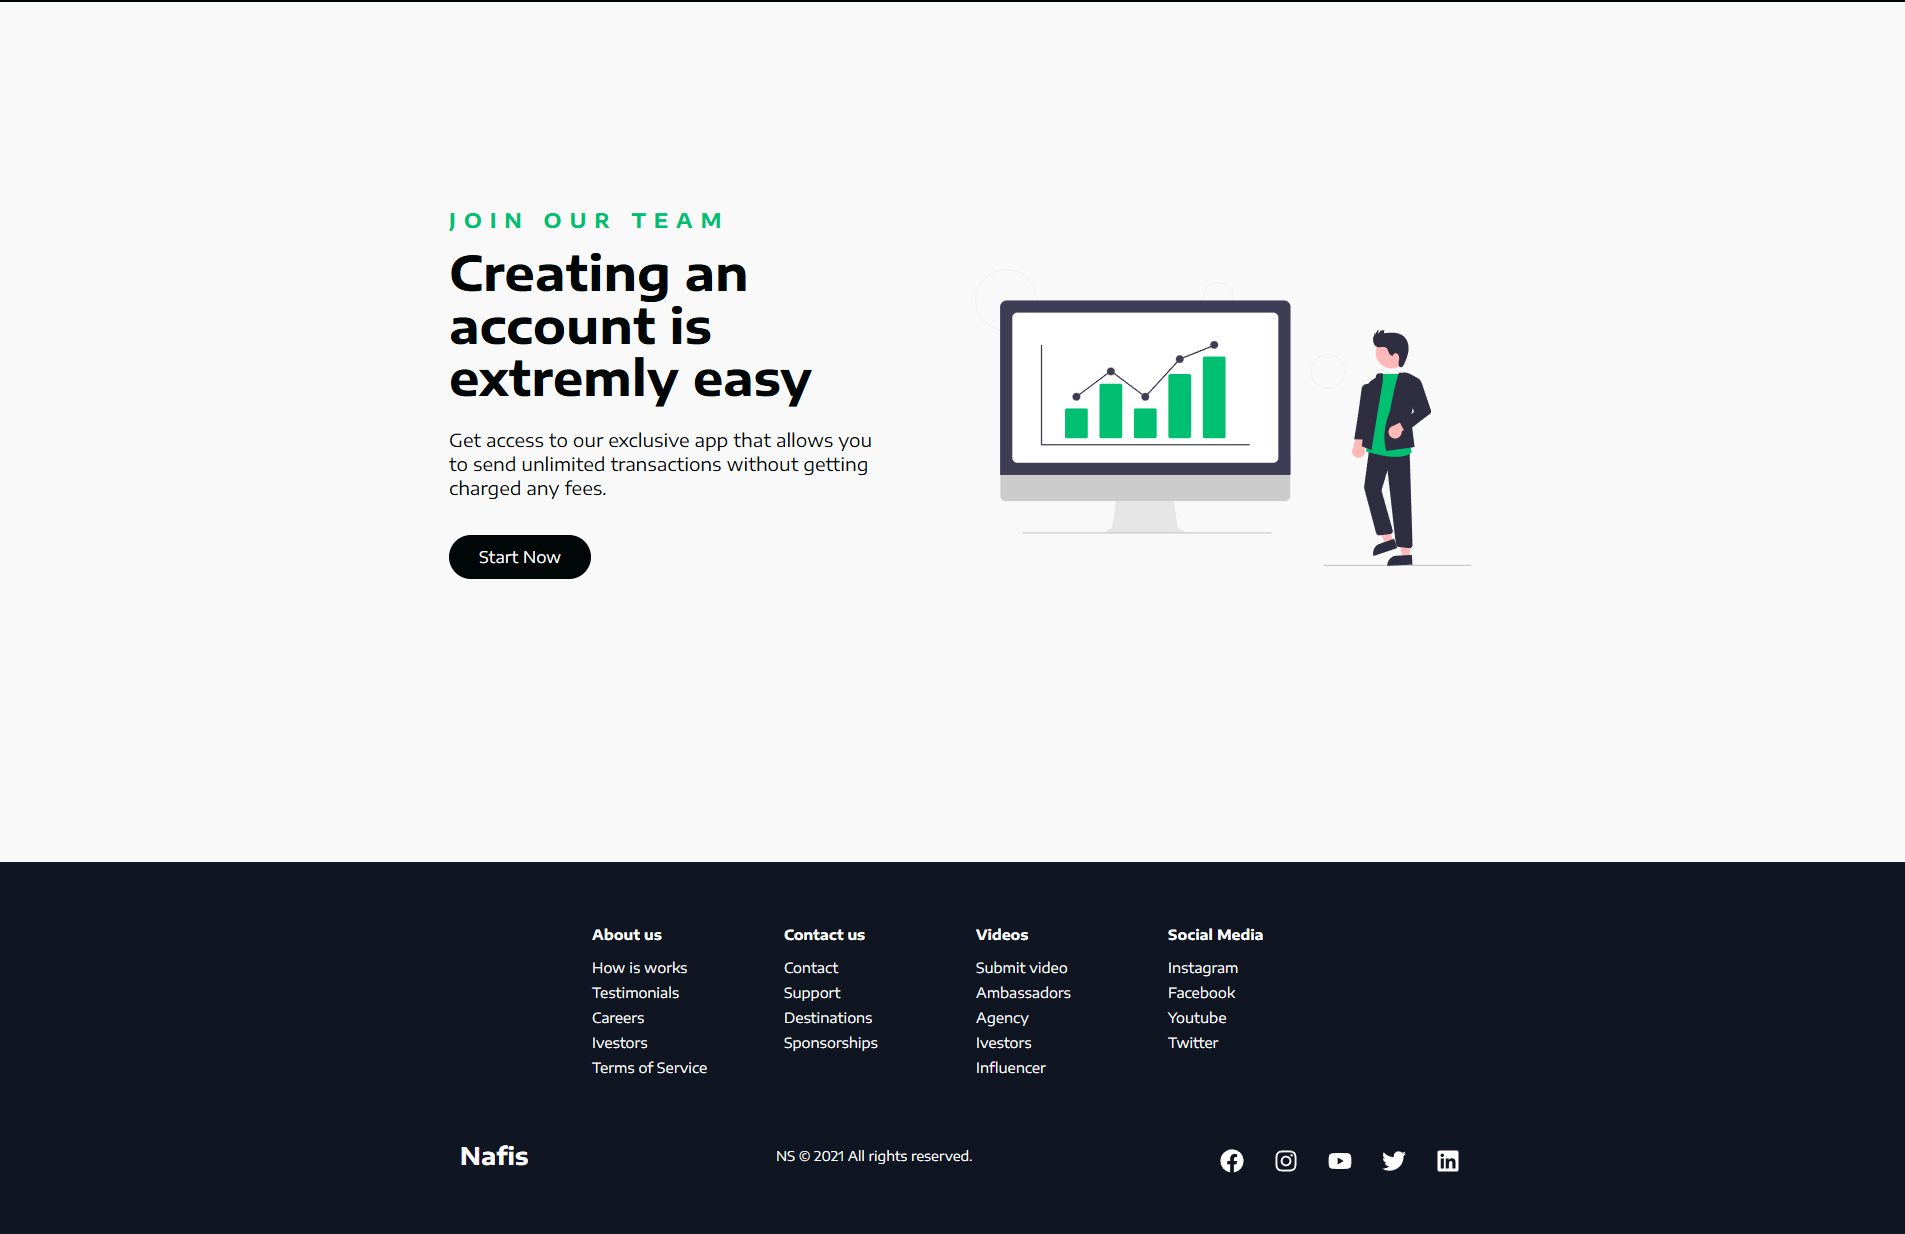 JOIN OUR TEAM
Creating an
account is
extremly easy
Get access to our exclusive app that allows you
to send unlimited transactions without getting
charged any fees.
Start Now
About us
How is works
Testimonials
Careers
Ivestors
Terms of Service
Contact us
Contact
Support
Destinations
Sponsorships
Videos
Submit video
Ambassadors
Agency
Ivestors
Influencer
Social Media
Instagram
Facebook
Youtube
Twitter
Nafis
NS © 2021 All rights reserved.